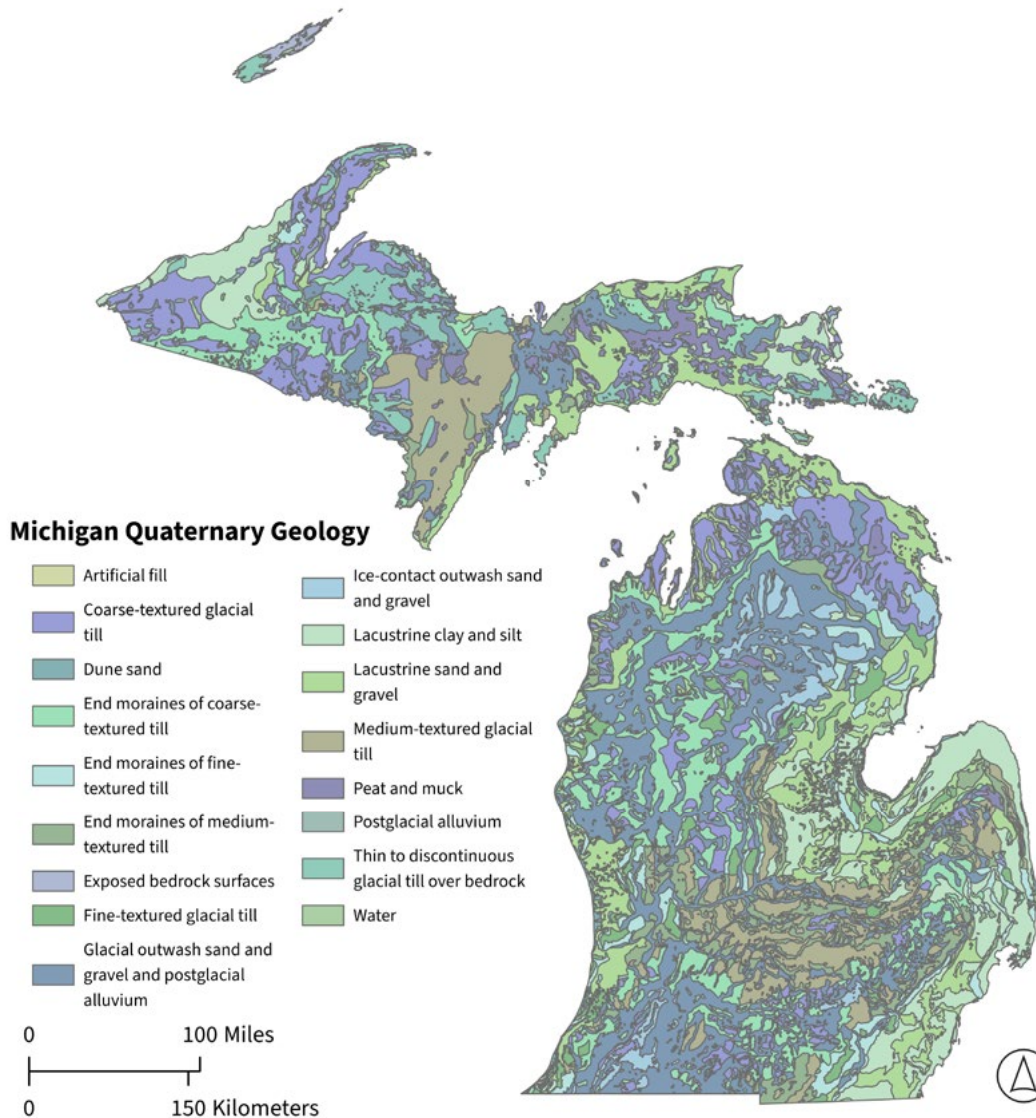 Michigan Quaternary Geology
Artificial fill
Coarse-textured glacial
till
Dune sand
End moraines of coarse-
textured till
End moraines of fine-
textured till
End moraines of medium-
textured till
Exposed bedrock surfaces
Fine-textured glacial till
Glacial outwash sand and
gravel and postglacial
alluvium
Ice-contact outwash sand
and gravel
Lacustrine clay and silt
Lacustrine sand and
gravel
Medium-textured glacial
till
Peat and muck
Postglacial alluvium
Thin to discontinuous
glacial till over bedrock
Water
0 100 Miles
0 150 Kilometers